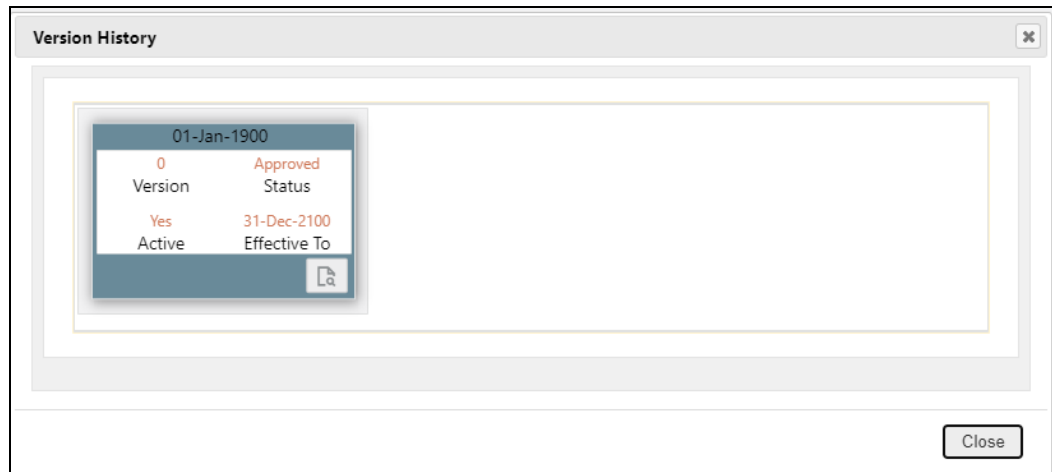 Version History
01-Jan-1900
0 Approved
Version Status
Yes 31-Dec-2100
Active Effective To
Close